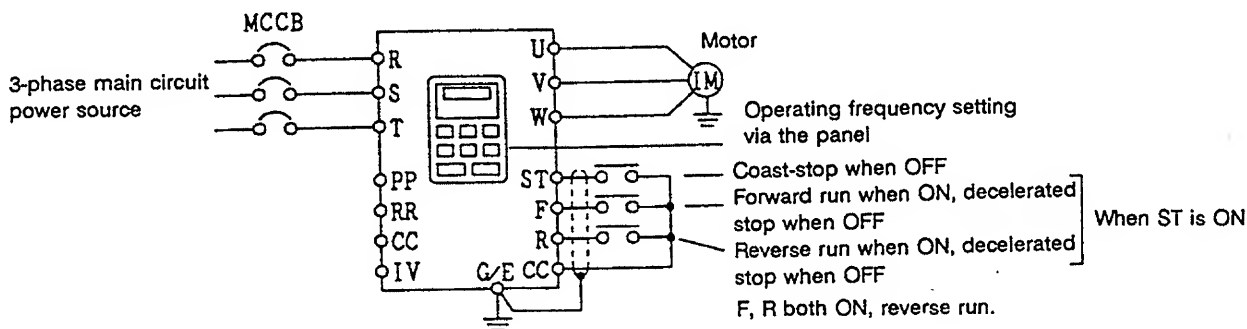 MCCB
3-phase main circuit
power source
R
S
T
PP
RR
CC
IV
G/E
U
V
W
ST
F
R
CC
Motor
IM
Operating frequency setting
via the panel
Coast-stop when OFF
Forward run when ON, decelerated
stop when OFF
Reverse run when ON, decelerated
stop when OFF
When ST is ON
F, R both ON, reverse run.